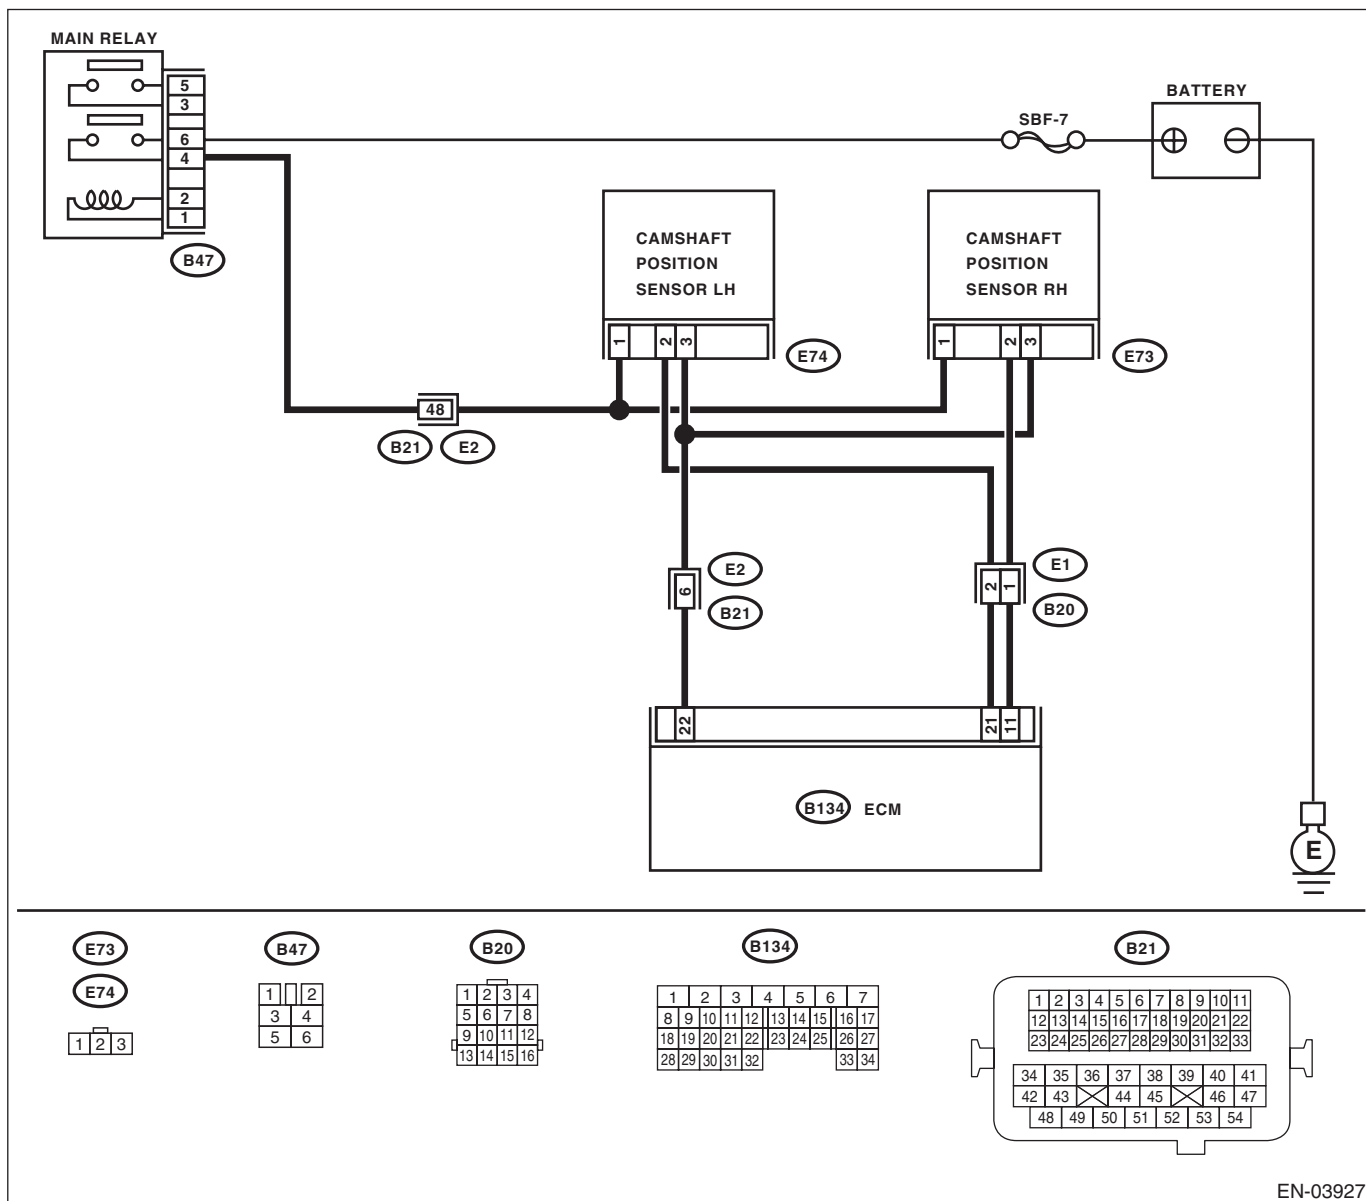 MAIN RELAY
5
3
6
4
2
1
B47
SBF-7
BATTERY
CAMSHAFT
POSITION
SENSOR LH
1 2 3
E74
CAMSHAFT
POSITION
SENSOR RH
1 2 3
E73
48
B21 E2
6
E2
B21
2 1
E1
B20
22 21 11
B134 ECM
E
E73
E74
1 2 3
B47
1 2
3 4
5 6
B20
1 2 3 4
5 6 7 8
9 10 11 12
13 14 15 16
B134
1 2 3 4 5 6 7
8 9 10 11 12 13 14 15 16 17
18 19 20 21 22 23 24 25 26 27
28 29 30 31 32 33 34
B21
1 2 3 4 5 6 7 8 9 10 11
12 13 14 15 16 17 18 19 20 21 22
23 24 25 26 27 28 29 30 31 32 33
34 35 36 37 38 39 40 41
42 43 44 45 46 47
48 49 50 51 52 53 54
EN-03927